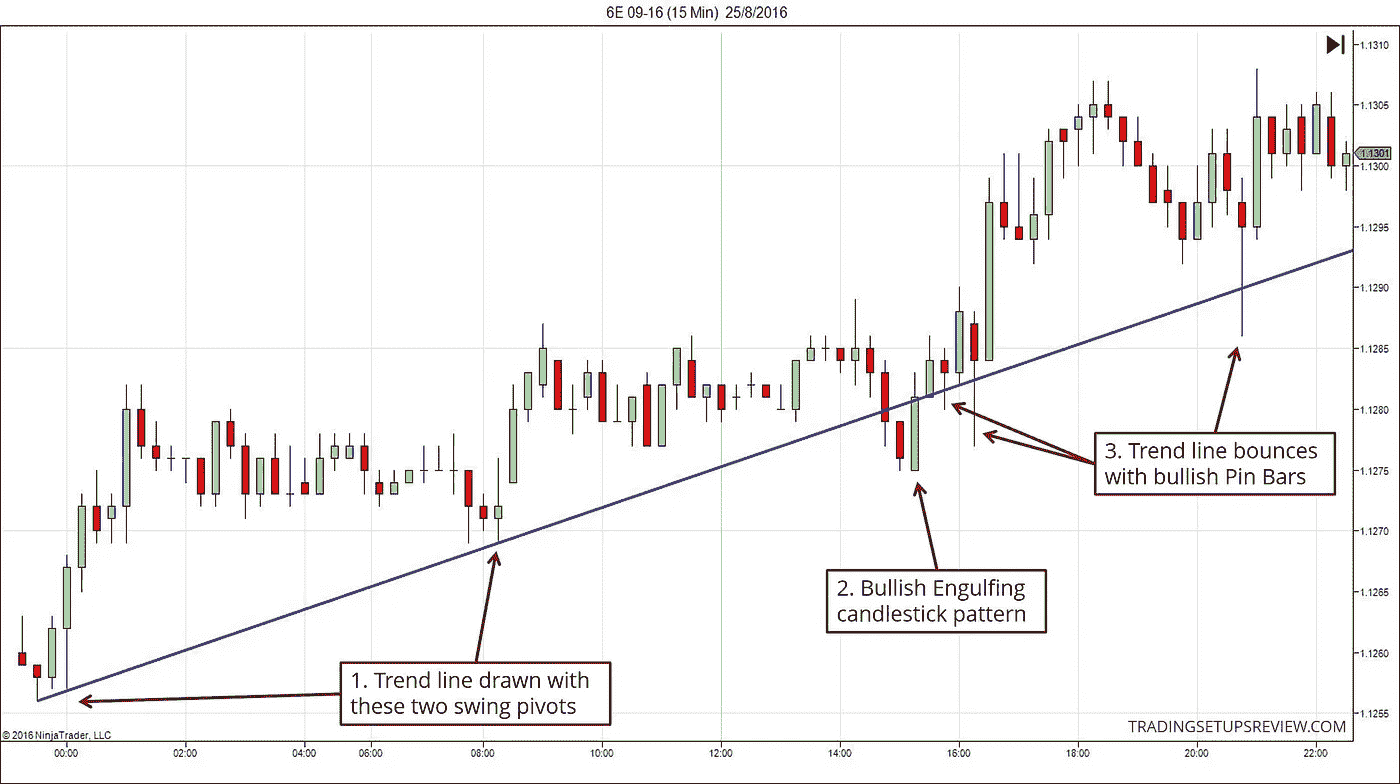 6E 09-16 (15 Min)  25/8/2016
1.1310
1.1305
1.1301
1.1300
1.1295
1.1290
1.1285
1.1280
1.1275
1.1270
1.1265
1.1260
1.1255
3. Trend line bounces
with bullish Pin Bars
2. Bullish Engulfing
candlestick pattern
1. Trend line drawn with
these two swing pivots
TRADINGSETUPSREVIEW.COM
© 2016 NinjaTrader, LLC
00:00 02:00 04:00 06:00 08:00 10:00 12:00 14:00 16:00 18:00 20:00 22:00